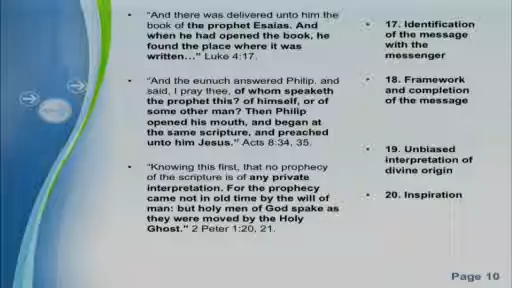 • "And there was delivered unto him the
book of the prophet Esaias. And
when he had opened the book, he
found the place where it was
written…" Luke 4:17.
• "And the eunuch answered Philip, and
said, I pray thee, of whom speaketh
the prophet this? of himself, or of
some other man? Then Philip
opened his mouth, and began at
the same scripture, and preached
unto him Jesus." Acts 8:34, 35.
• "Knowing this first, that no prophecy
of the scripture is of any private
interpretation. For the prophecy
came not in old time by the will of
man: but holy men of God spake as
they were moved by the Holy
Ghost." 2 Peter 1:20, 21.
• 17. Identification
of the message
with the
messenger
• 18. Framework
and completion
of the message
• 19. Unbiased
interpretation of
divine origin
• 20. Inspiration
Page 10